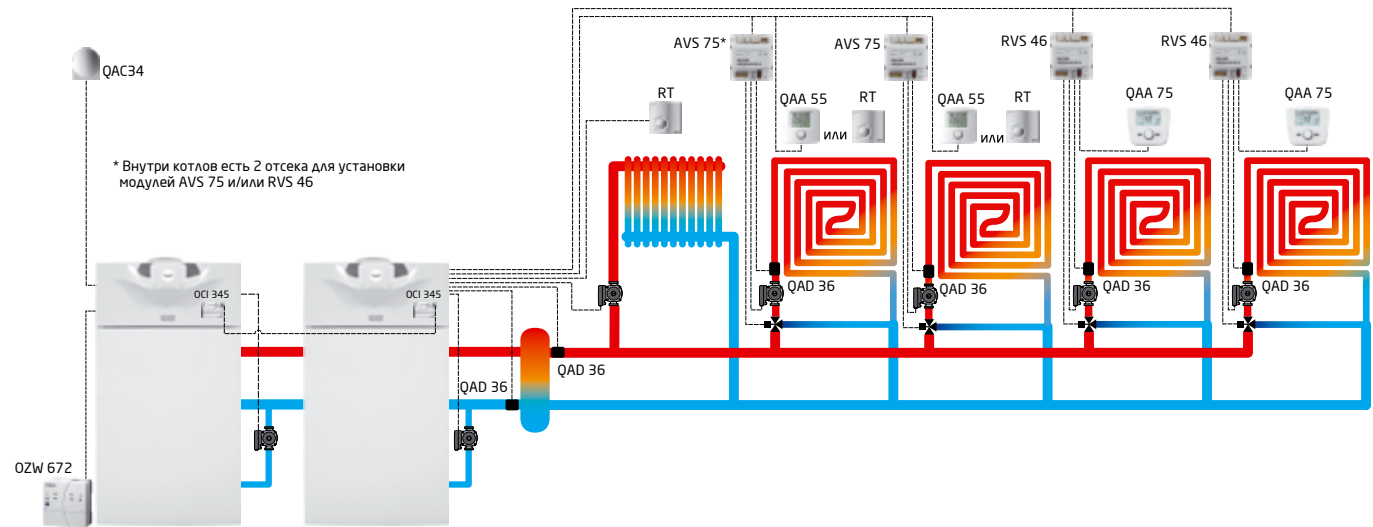 AVS 75*
AVS 75
RVS 46
RVS 46
QAC34
RT
QAA 55
или
RT
QAA 55
или
RT
QAA 75
QAA 75
* Внутри котлов есть 2 отсека для установки
модулей AVS 75 и/или RVS 46
OCI 345
OCI 345
QAD 36
QAD 36
QAD 36
QAD 36
QAD 36
QAD 36
OZW 672